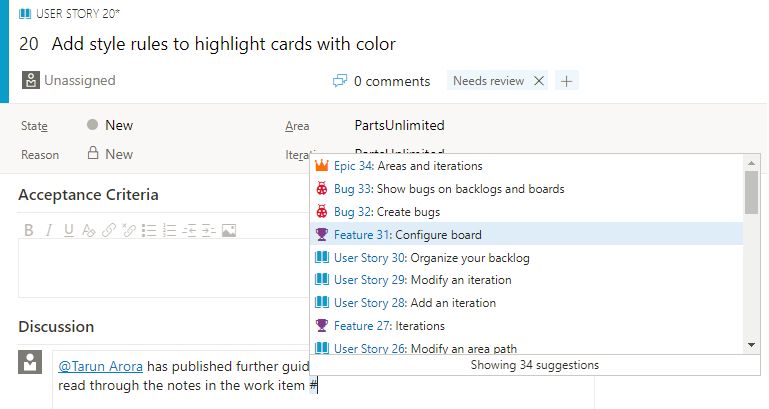 USER STORY 20*
20 Add style rules to highlight cards with color
Unassigned
0 comments
Needs review
State
New
Area
PartsUnlimited
Reason
New
Acceptance Criteria
B I U
Epic 34: Areas and iterations
Bug 33: Show bugs on backlogs and boards
Bug 32: Create bugs
Feature 31: Configure board
User Story 30: Organize your backlog
User Story 29: Modify an iteration
User Story 28: Add an iteration
Feature 27: Iterations
User Story 26: Modify an area path
Showing 34 suggestions
Discussion
@Tarun Arora has published further guid
read through the notes in the work item #